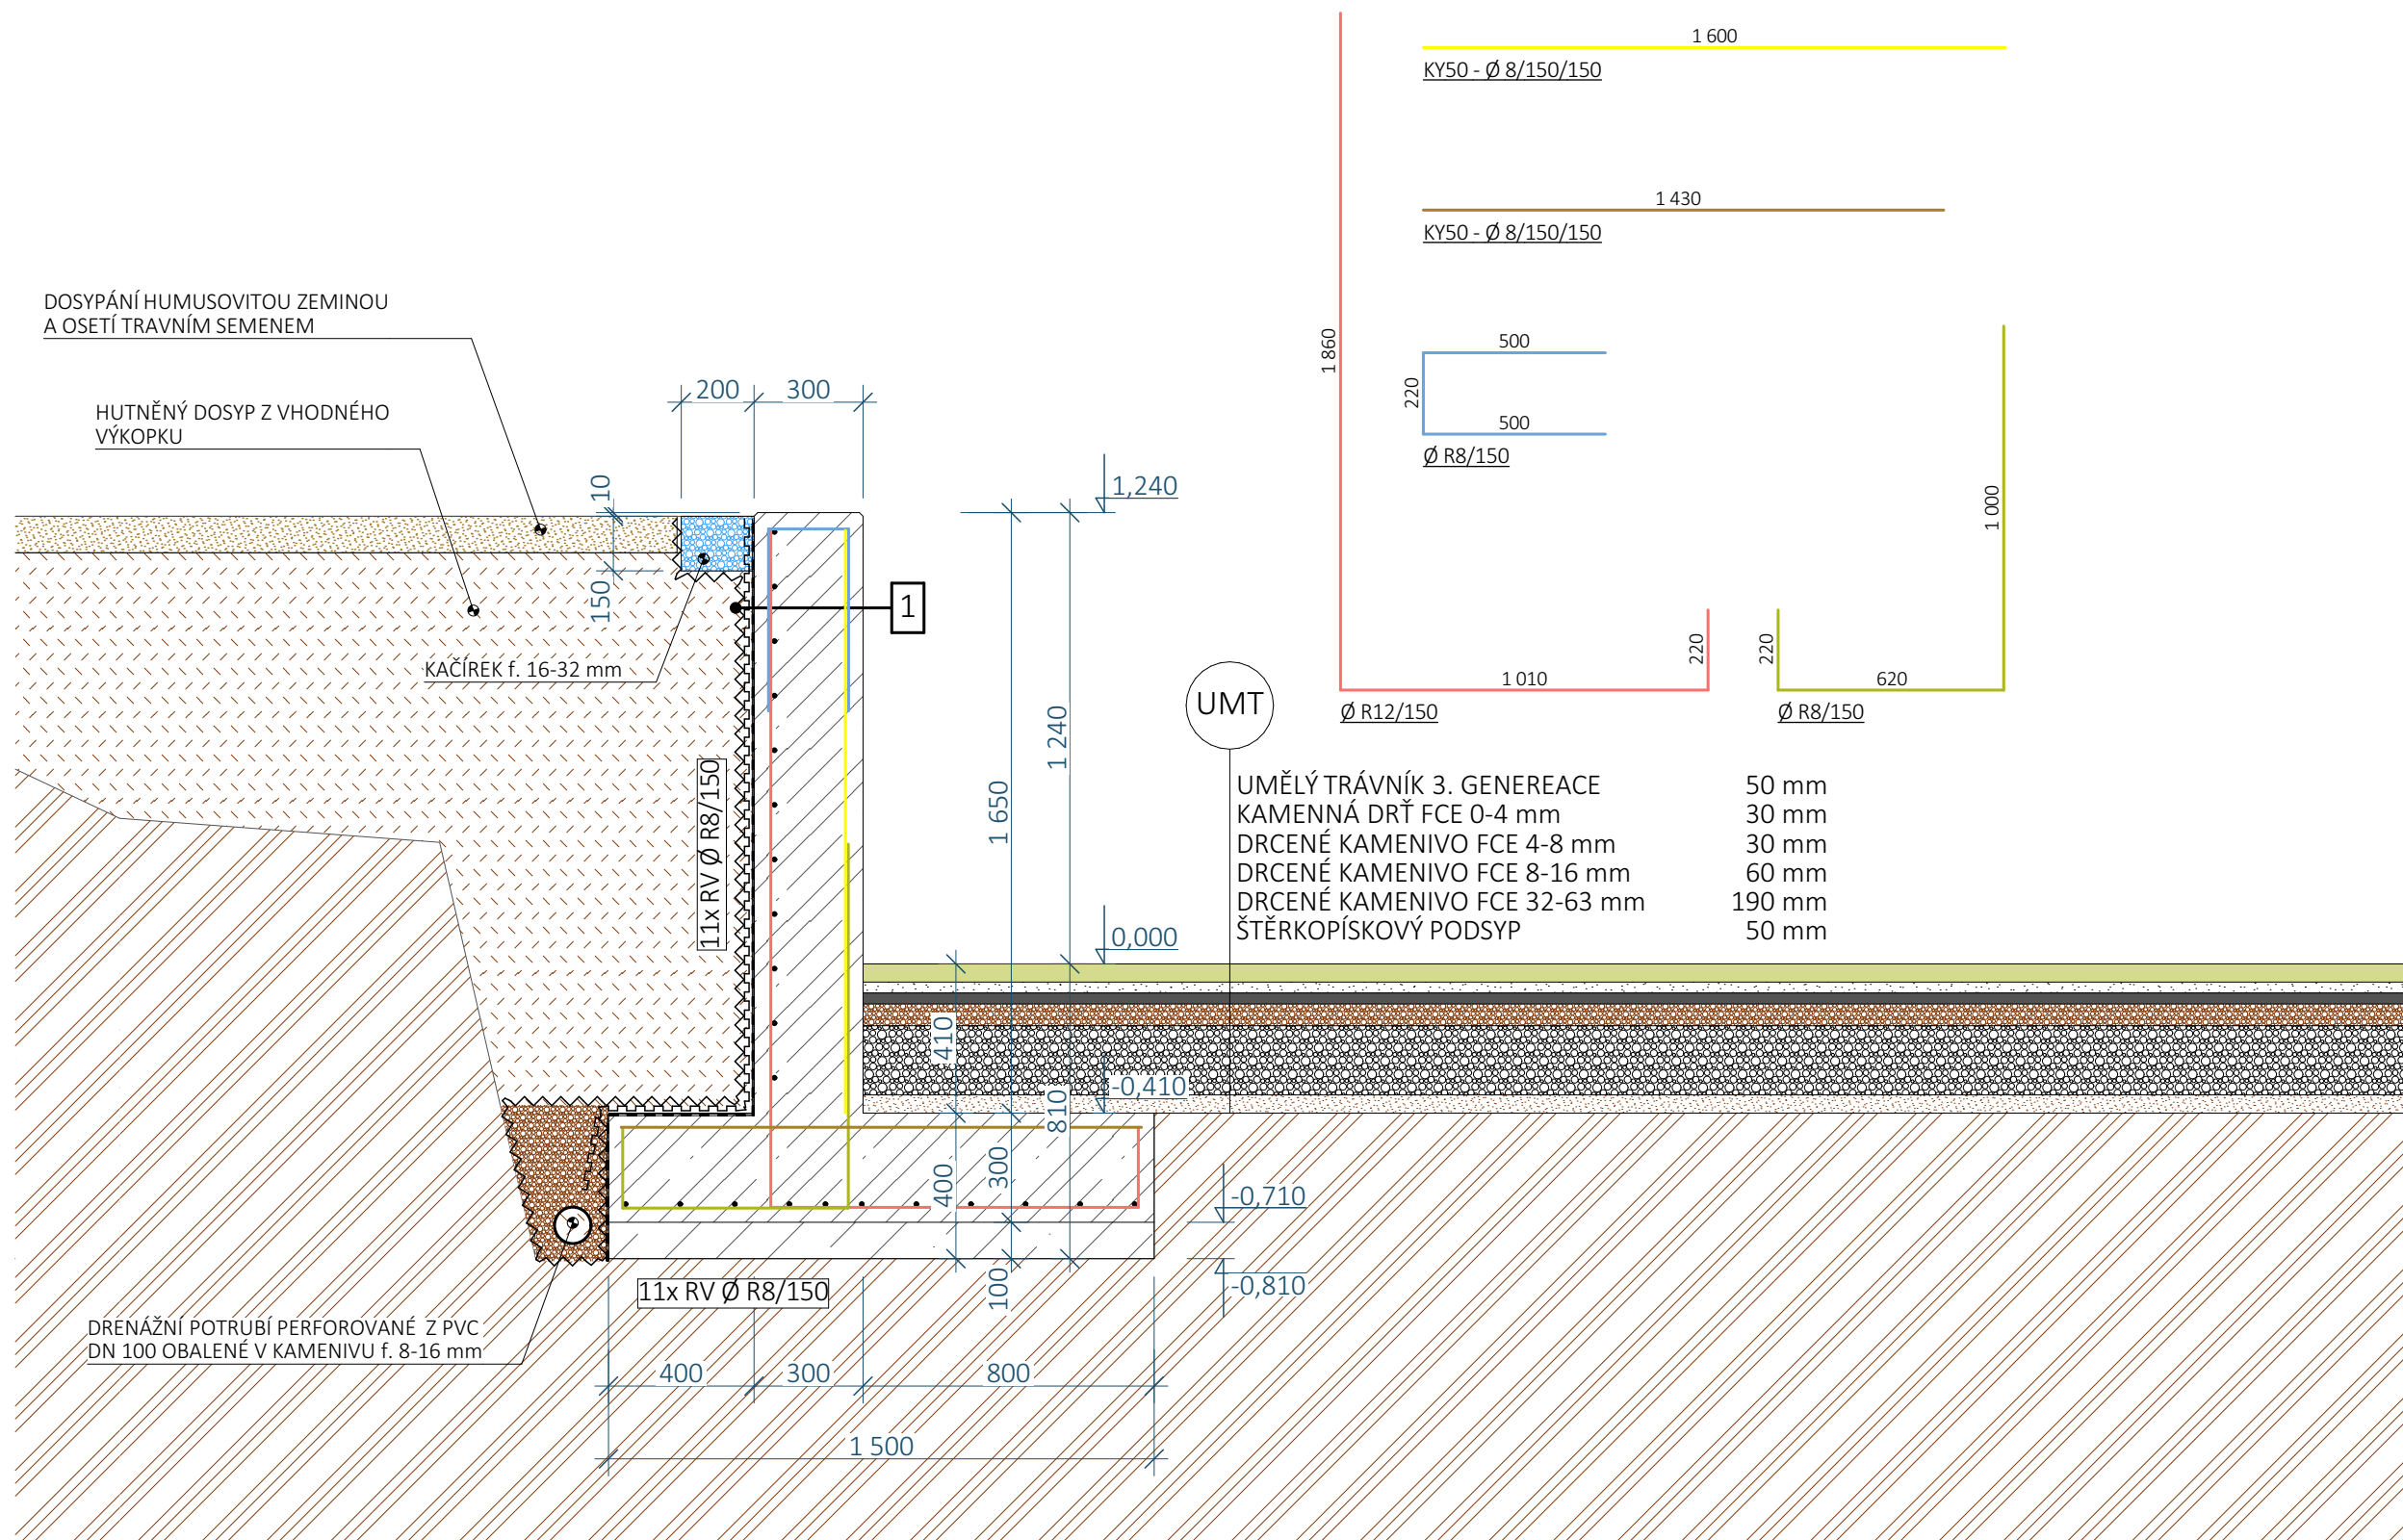 1 600
KY50 - Ø 8/150/150
1 430
KY50 - Ø 8/150/150
DOSYPÁNÍ HUMUSOVITOU ZEMINOU
A OSETÍ TRAVNÍM SEMENEM
1 860
500
220
500
Ø R8/150
200
300
HUTNĚNÝ DOSYP Z VHODNÉHO
VÝKOPKU
10
1,240
1 000
150
1
KAČÍREK f. 16-32 mm
220
220
1 010
620
Ø R12/150
Ø R8/150
UMT
1 240
1 650
11x RV Ø R8/150
UMĚLÝ TRÁVNÍK 3. GENEREACE 50 mm
KAMENNÁ DRŤ FCE 0-4 mm 30 mm
DRCENÉ KAMENIVO FCE 4-8 mm 30 mm
DRCENÉ KAMENIVO FCE 8-16 mm 60 mm
DRCENÉ KAMENIVO FCE 32-63 mm 190 mm
ŠTĚRKOPÍSKOVÝ PODSYP 50 mm
0,000
410
-0,410
810
300
400
-0,710
100
-0,810
11x RV Ø R8/150
DRENÁŽNÍ POTRUBÍ PERFOROVANÉ Z PVC
DN 100 OBALENÉ V KAMENIVU f. 8-16 mm
400
300
800
1 500